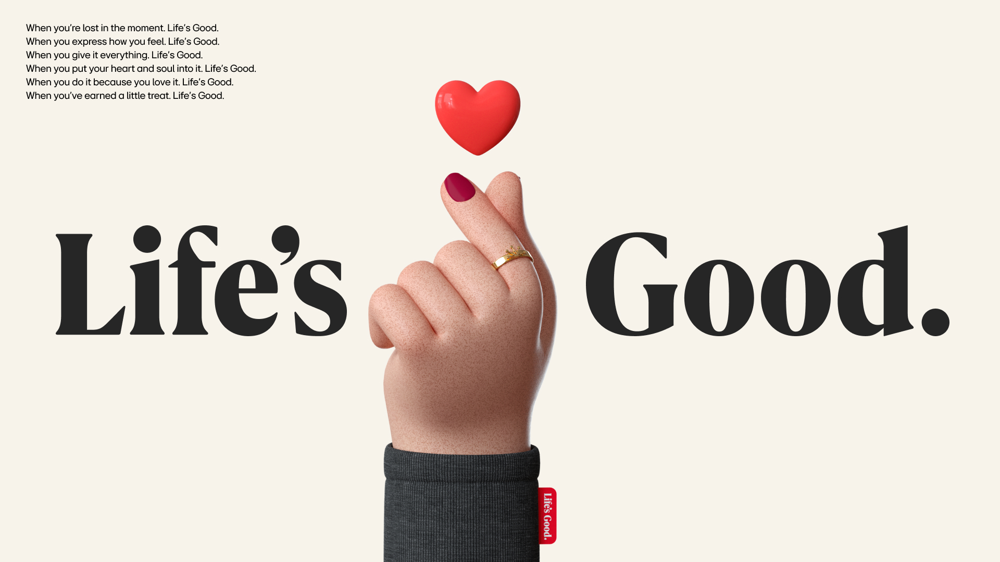 When you’re lost in the moment. Life’s Good.
When you express how you feel. Life’s Good.
When you give it everything. Life’s Good.
When you put your heart and soul into it. Life’s Good.
When you do it because you love it. Life’s Good.
When you’ve earned a little treat. Life’s Good.
Life’s Good.
Life’s Good.